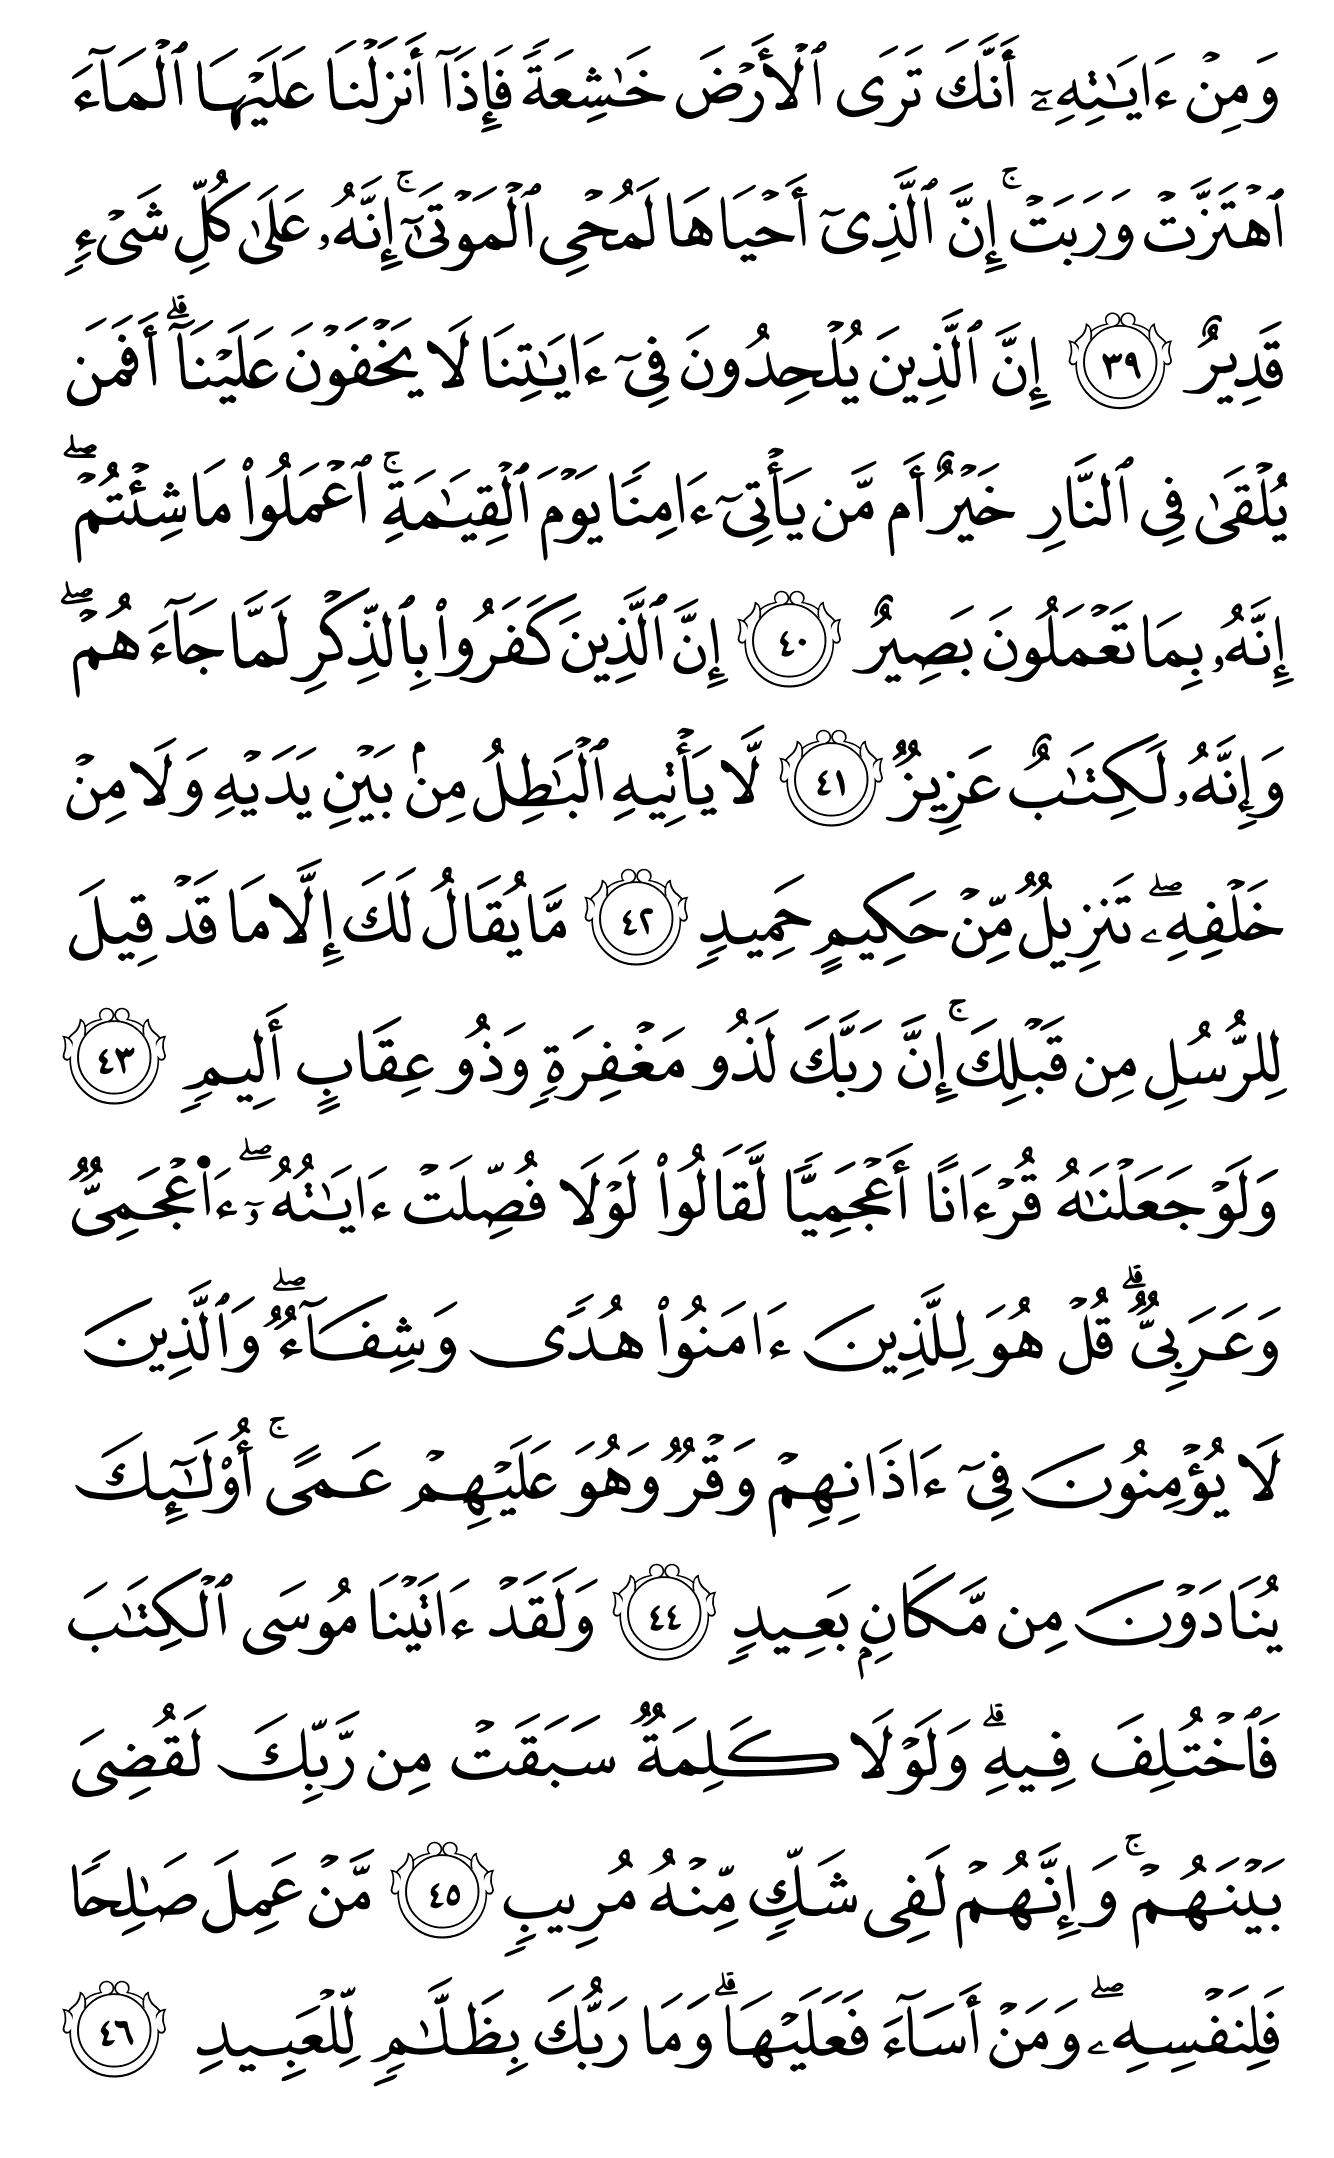 وَمِنْ ءَايَـٰتِهِۦٓ أَنَّكَ تَرَى ٱلْأَرْضَ خَـٰشِعَةً فَإِذَآ أَنزَلْنَا عَلَيْهَا ٱلْمَآءَ
ٱهْتَزَّتْ وَرَبَتْ ۚ إِنَّ ٱلَّذِىٓ أَحْيَاهَا لَمُحْىِ ٱلْمَوْتَىٰٓ ۚ إِنَّهُۥ عَلَىٰ كُلِّ شَىْءٍ
قَدِيرٌ ٣٩ إِنَّ ٱلَّذِينَ يُلْحِدُونَ فِىٓ ءَايَـٰتِنَا لَا يَخْفَوْنَ عَلَيْنَآ ۗ أَفَمَن
يُلْقَىٰ فِى ٱلنَّارِ خَيْرٌ أَم مَّن يَأْتِىٓ ءَامِنًا يَوْمَ ٱلْقِيَـٰمَةِ ۚ ٱعْمَلُوا۟ مَا شِئْتُمْ ۖ
إِنَّهُۥ بِمَا تَعْمَلُونَ بَصِيرٌ ٤٠ إِنَّ ٱلَّذِينَ كَفَرُوا۟ بِٱلذِّكْرِ لَمَّا جَآءَهُمْ ۖ
وَإِنَّهُۥ لَكِتَـٰبٌ عَزِيزٌ ٤١ لَّا يَأْتِيهِ ٱلْبَـٰطِلُ مِنۢ بَيْنِ يَدَيْهِ وَلَا مِنْ
خَلْفِهِۦ ۖ تَنزِيلٌ مِّنْ حَكِيمٍ حَمِيدٍ ٤٢ مَّا يُقَالُ لَكَ إِلَّا مَا قَدْ قِيلَ
لِلرُّسُلِ مِن قَبْلِكَ ۚ إِنَّ رَبَّكَ لَذُو مَغْفِرَةٍ وَذُو عِقَابٍ أَلِيمٍ ٤٣
وَلَوْ جَعَلْنَـٰهُ قُرْءَانًا أَعْجَمِيًّا لَّقَالُوا۟ لَوْلَا فُصِّلَتْ ءَايَـٰتُهُۥٓ ۖ ءَا۬عْجَمِىٌّ
وَعَرَبِىٌّ ۗ قُلْ هُوَ لِلَّذِينَ ءَامَنُوا۟ هُدًى وَشِفَآءٌ ۖ وَٱلَّذِينَ
لَا يُؤْمِنُونَ فِىٓ ءَاذَانِهِمْ وَقْرٌ وَهُوَ عَلَيْهِمْ عَمًى ۚ أُو۟لَـٰٓئِكَ
يُنَادَوْنَ مِن مَّكَانٍۭ بَعِيدٍ ٤٤ وَلَقَدْ ءَاتَيْنَا مُوسَى ٱلْكِتَـٰبَ
فَٱخْتُلِفَ فِيهِ ۗ وَلَوْلَا كَلِمَةٌ سَبَقَتْ مِن رَّبِّكَ لَقُضِىَ
بَيْنَهُمْ ۚ وَإِنَّهُمْ لَفِى شَكٍّ مِّنْهُ مُرِيبٍ ٤٥ مَّنْ عَمِلَ صَـٰلِحًا
فَلِنَفْسِهِۦ ۖ وَمَنْ أَسَآءَ فَعَلَيْهَا ۗ وَمَا رَبُّكَ بِظَلَّـٰمٍ لِّلْعَبِيدِ ٤٦